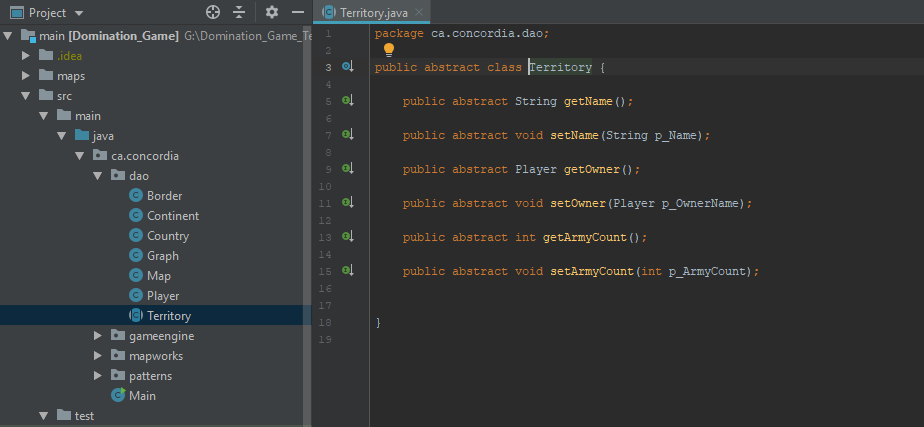 Project
main [Domination_Game] G:\Domination_Game_Te
.idea
maps
src
main
java
ca.concordia
dao
Border
Continent
Country
Graph
Map
Player
Territory
gameengine
mapworks
patterns
Main
test
Territory.java
1 package ca.concordia.dao;
2
3 public abstract class Territory {
4
5 public abstract String getName();
6
7 public abstract void setName(String p_Name);
8
9 public abstract Player getOwner();
10
11 public abstract void setOwner(Player p_OwnerName);
12
13 public abstract int getArmyCount();
14
15 public abstract void setArmyCount(int p_ArmyCount);
16
17
18 }
19